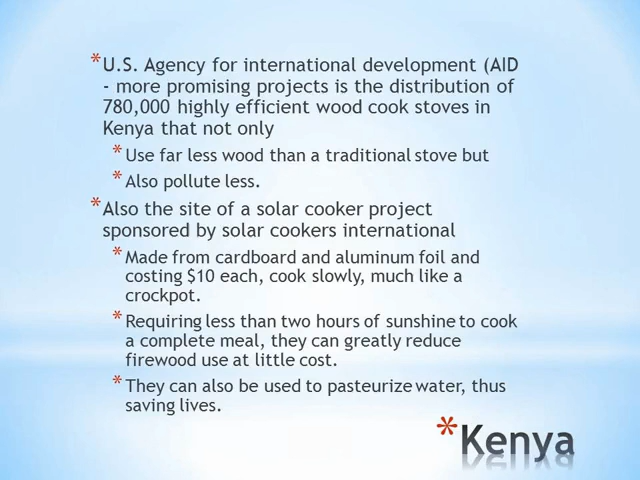 * U.S. Agency for international development (AID
- more promising projects is the distribution of
780,000 highly efficient wood cook stoves in
Kenya that not only
* Use far less wood than a traditional stove but
* Also pollute less.
* Also the site of a solar cooker project
sponsored by solar cookers international
* Made from cardboard and aluminum foil and
costing $10 each, cook slowly, much like a
crockpot.
* Requiring less than two hours of sunshine to cook
a complete meal, they can greatly reduce
firewood use at little cost.
* They can also be used to pasteurize water, thus
saving lives.
* Kenya